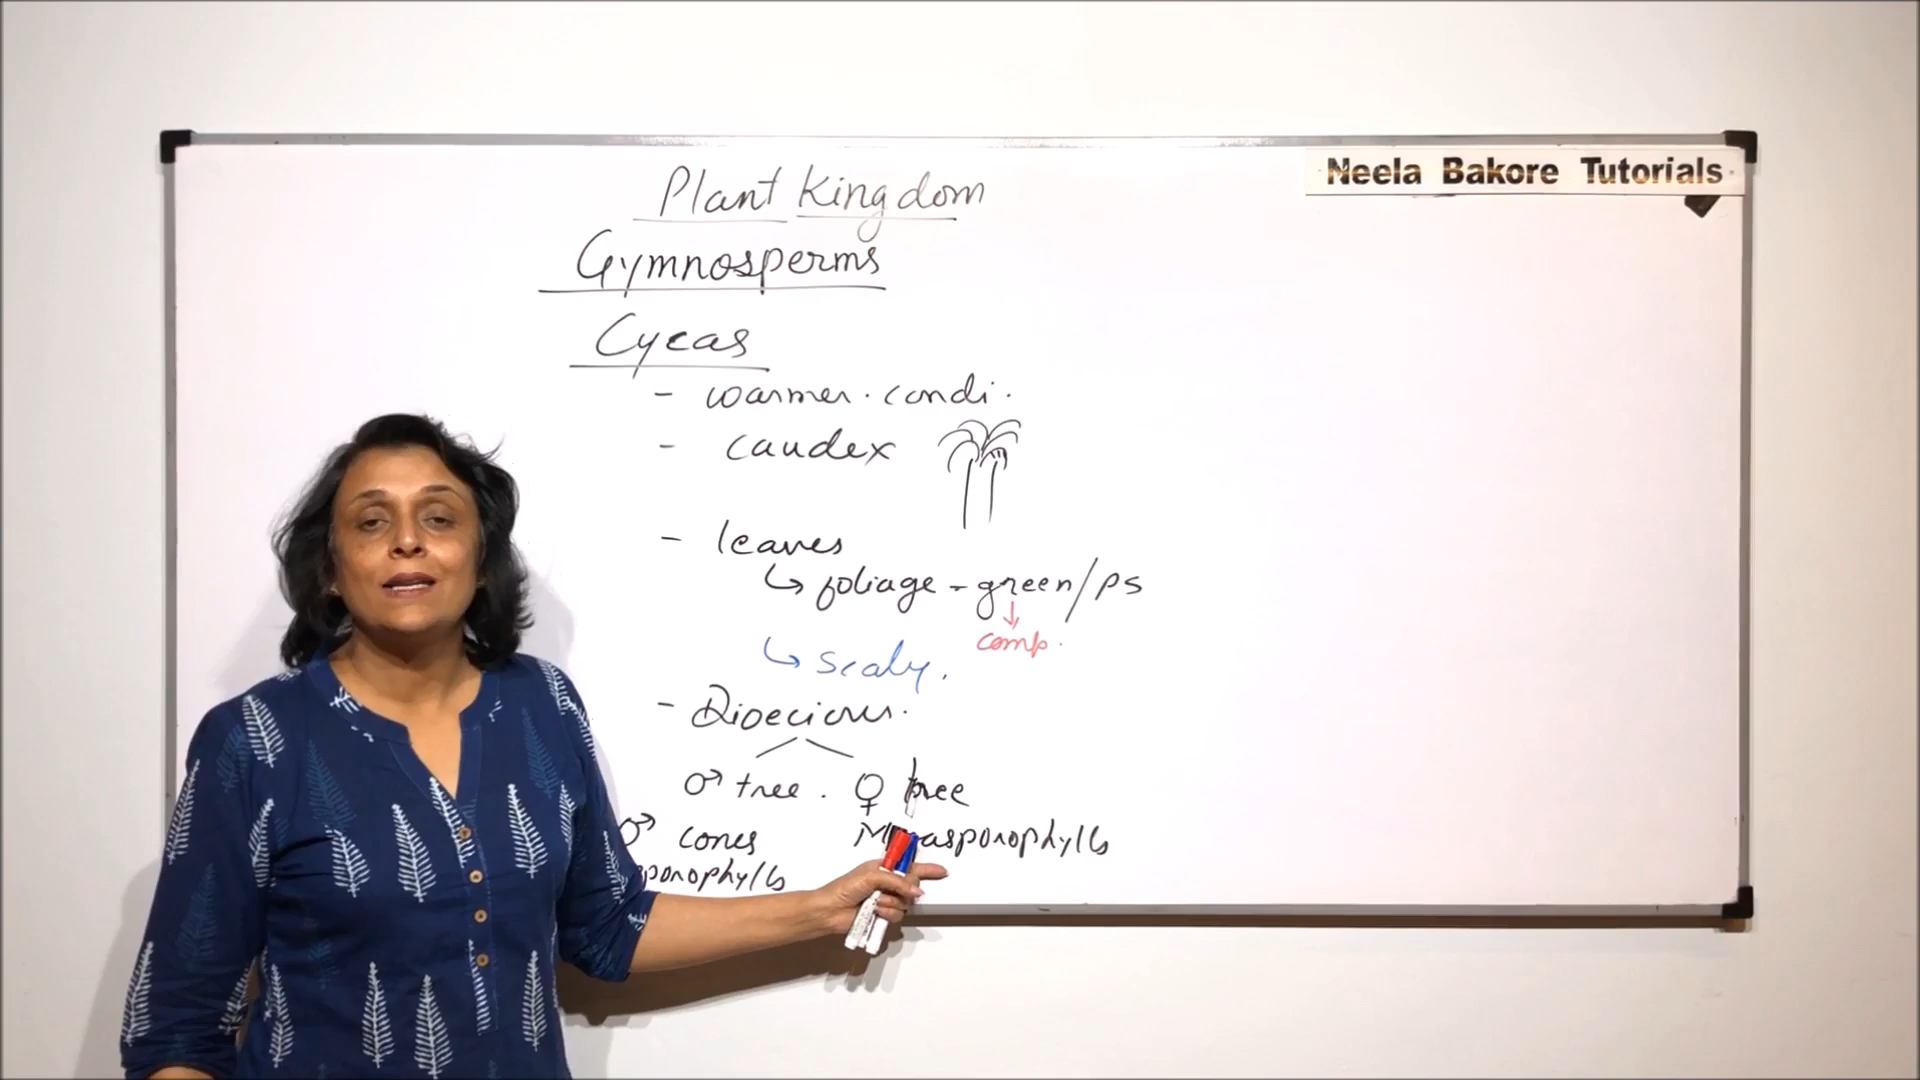 Neela Bakore Tutorials
Plant Kingdom
Gymnosperms
Cycas
- warmer. condi.
- caudex
- leaves
↳ foliage - green/PS
↓
comp.
↳ scaly.
- Dioecious.
♂ tree. ♀ tree
♂ cones
sporophylls